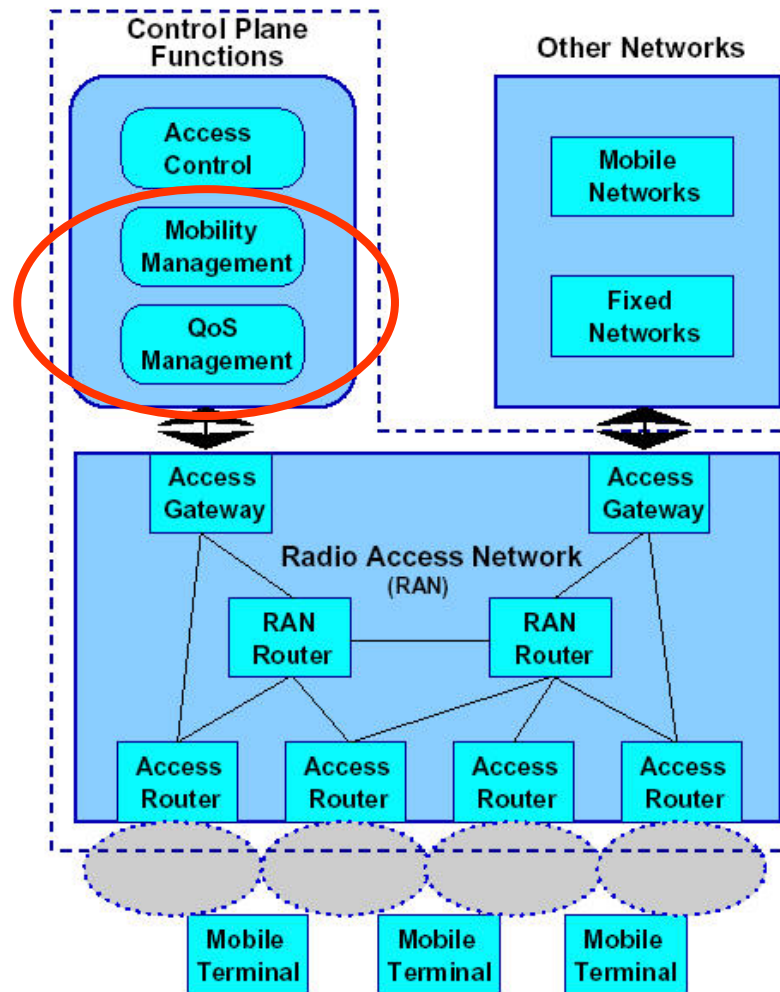 Control Plane
Functions
Other Networks
Access
Control
Mobility
Management
QoS
Management
Mobile
Networks
Fixed
Networks
Access
Gateway
Access
Gateway
Radio Access Network
(RAN)
RAN
Router
RAN
Router
Access
Router
Access
Router
Access
Router
Access
Router
Mobile
Terminal
Mobile
Terminal
Mobile
Terminal